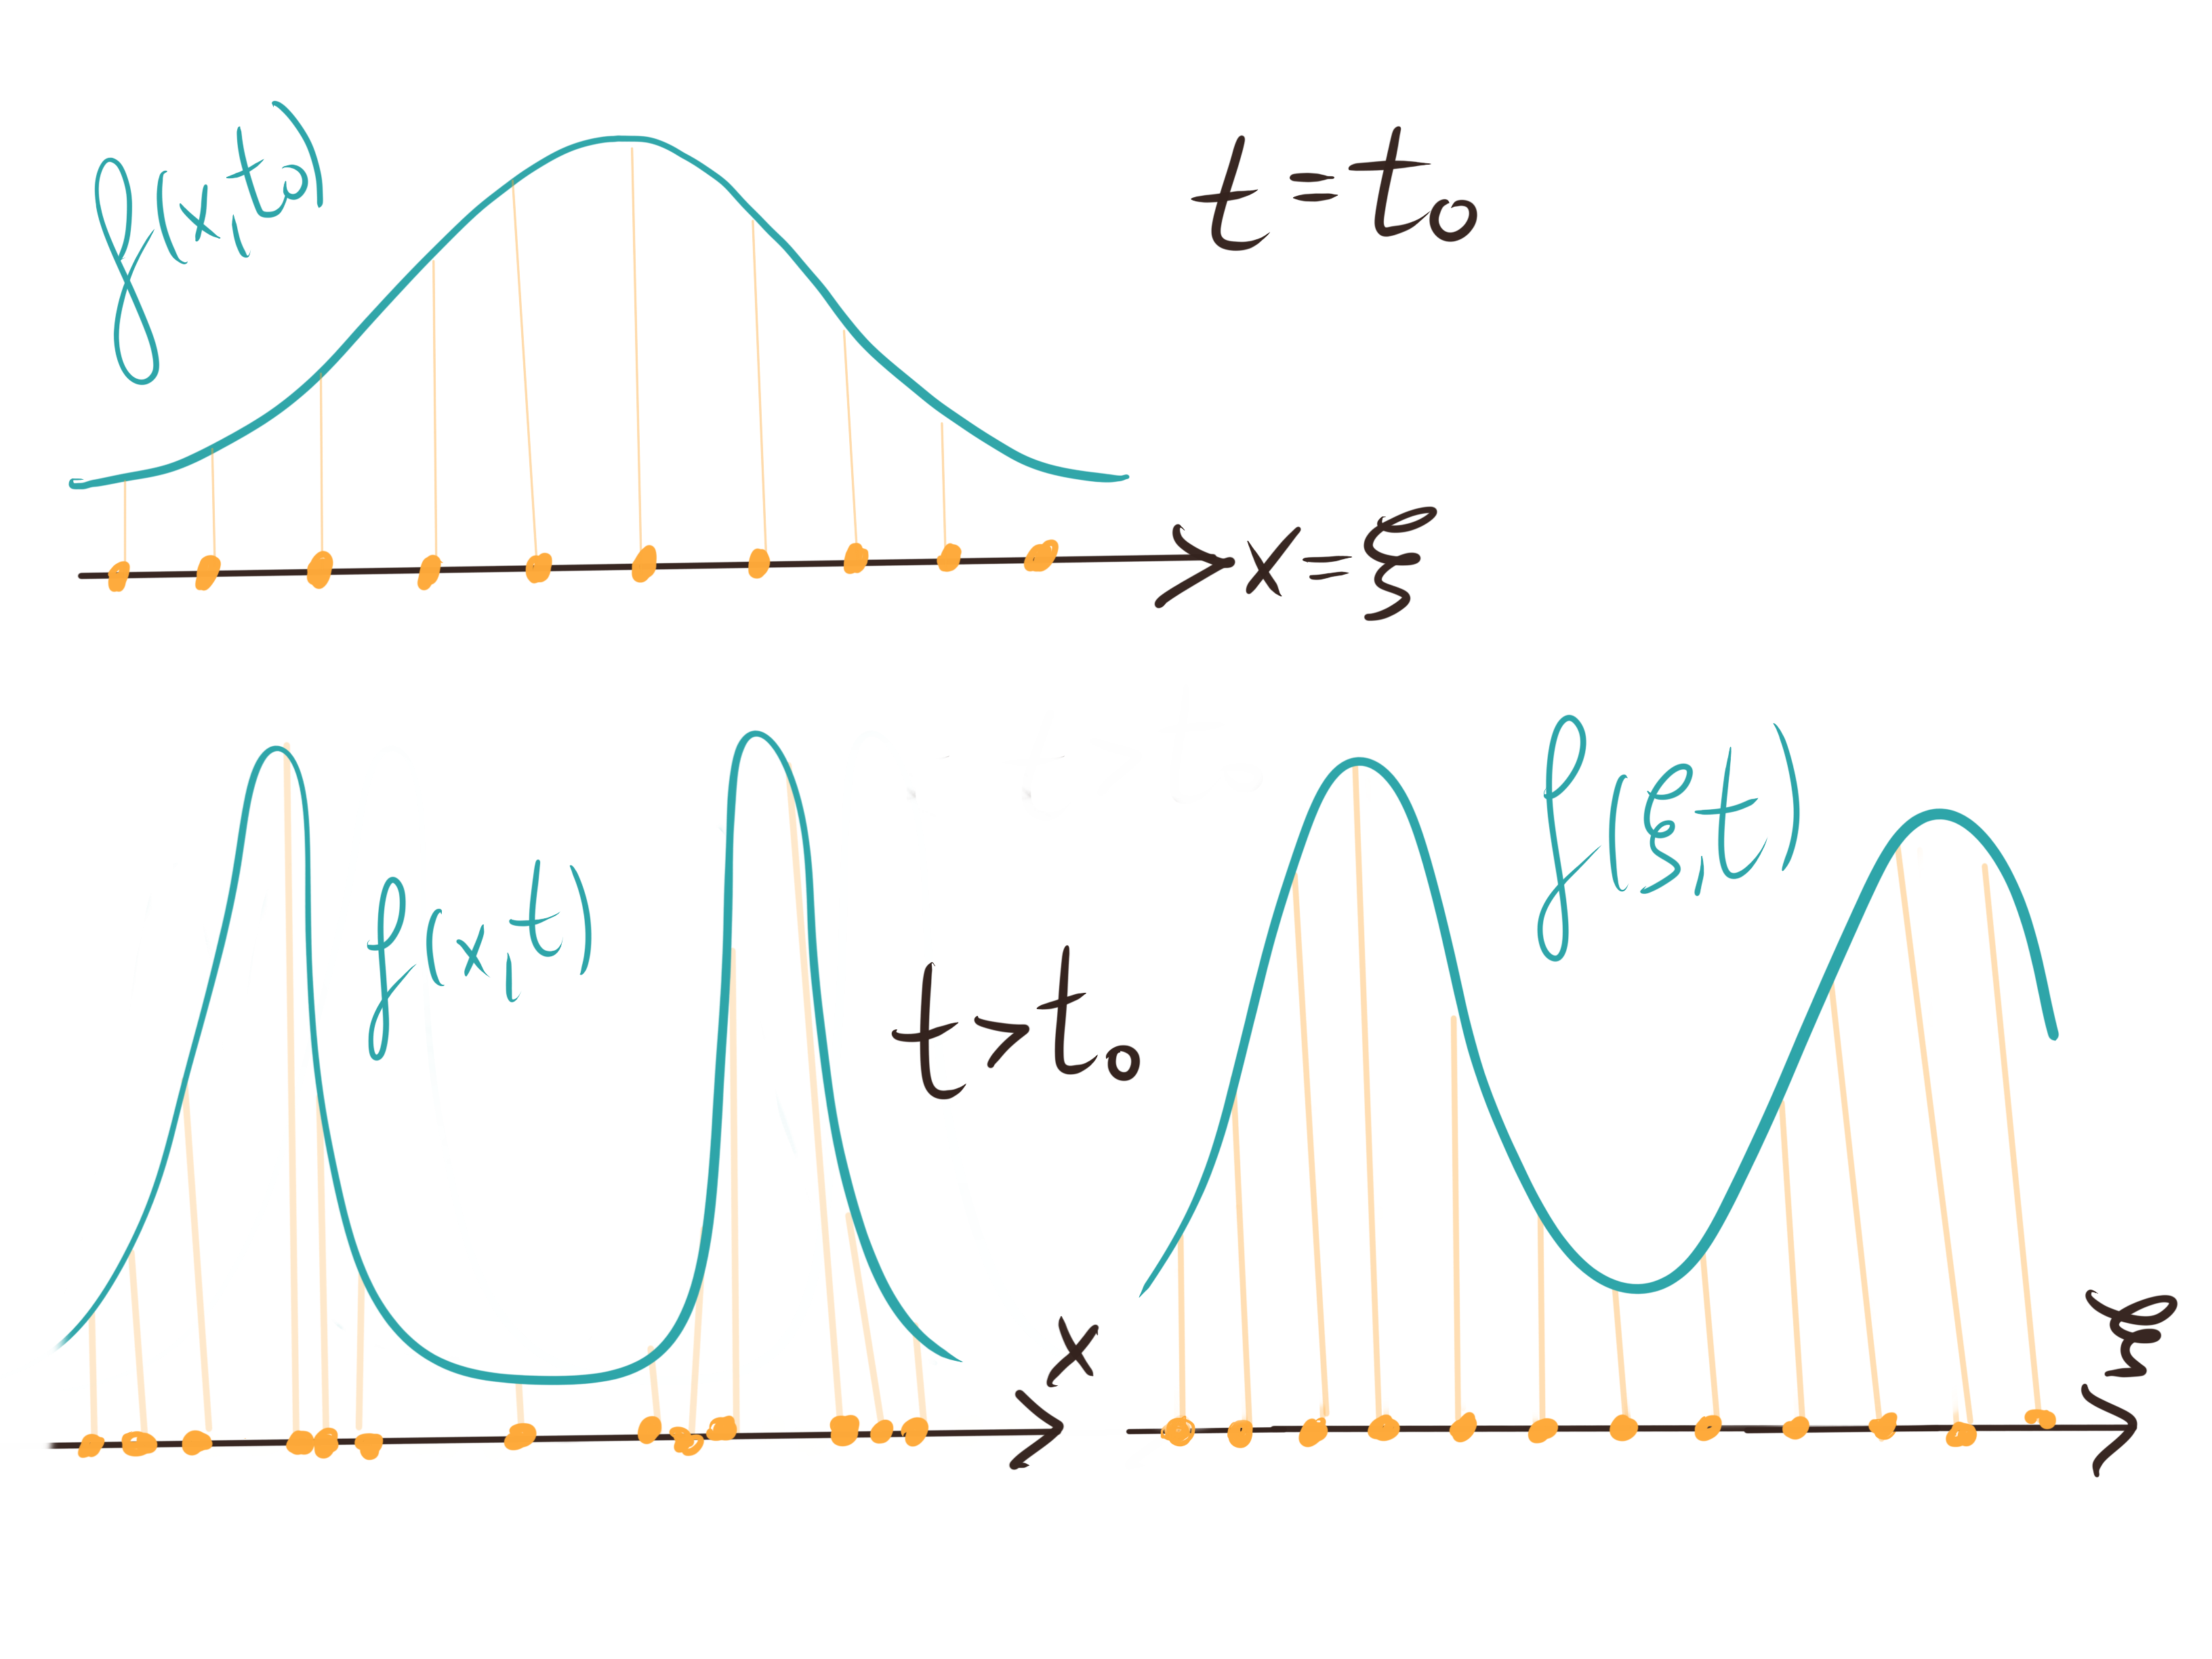 f(x,t₀)
t=t₀
x=ξ
f(x,t)
t>t₀
x
f(ξ,t)
ξ